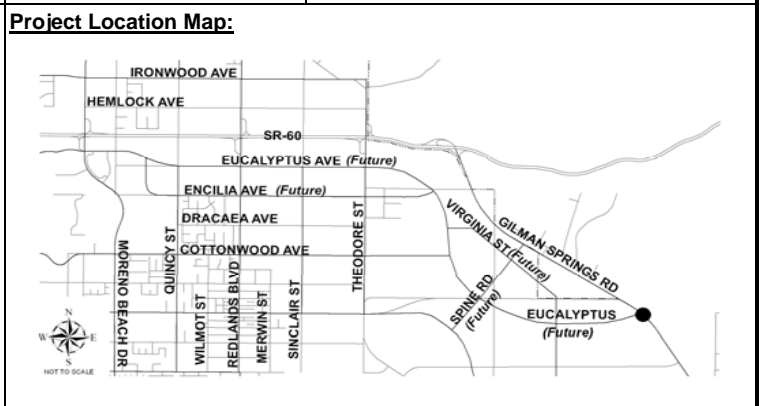 Project Location Map:
IRONWOOD AVE
HEMLOCK AVE
SR-60
EUCALYPTUS AVE (Future)
ENCILIA AVE (Future)
DRACAEA AVE
COTTONWOOD AVE
MORENO BEACH DR
QUINCY ST
WILMOT ST
REDLANDS BLVD
MERWIN ST
SINCLAIR ST
THEODORE ST
VIRGINIA ST (Future)
GILMAN SPRINGS RD
SPINE RD
(Future)
EUCALYPTUS
(Future)
N
W E
S
NOT TO SCALE